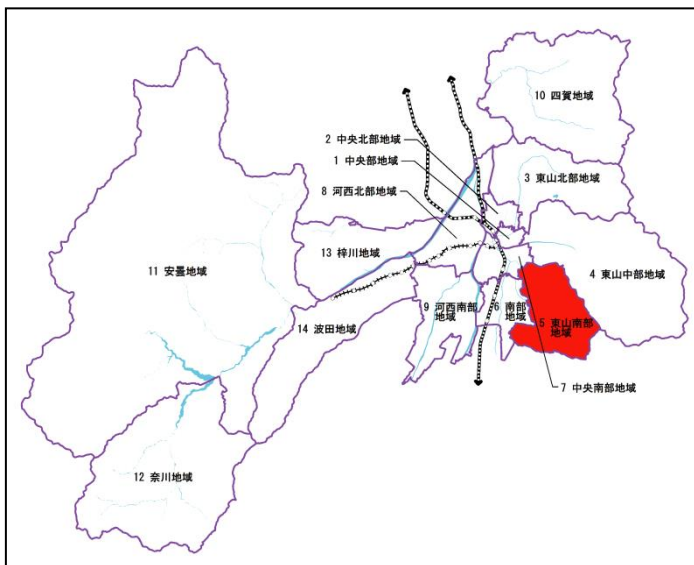 10 四賀地域
2 中央北部地域
1 中央部地域
3 東山北部地域
8 河西北部地域
13 梓川地域
11 安曇地域
4 東山中部地域
14 波田地域
9 河西南部
地域
6 南部
地域
5 東山南部
地域
7 中央南部地域
12 奈川地域